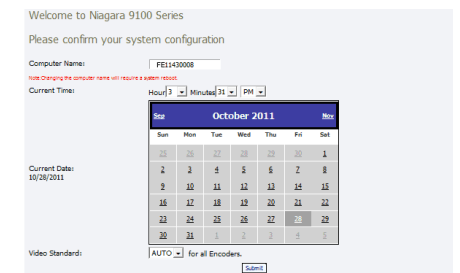 Welcome to Niagara 9100 Series
Please confirm your system configuration
Computer Name: FE11430008
Note:Changing the computer name will require a system reboot.
Current Time: Hour 3 Minutes 31 PM
Sep October 2011 Nov
Sun Mon Tue Wed Thu Fri Sat
25 26 27 28 29 30 1
Current Date: 2 3 4 5 6 7 8
10/28/2011
9 10 11 12 13 14 15
16 17 18 19 20 21 22
23 24 25 26 27 28 29
30 31 1 2 3 4 5
Video Standard: AUTO for all Encoders.
Submit